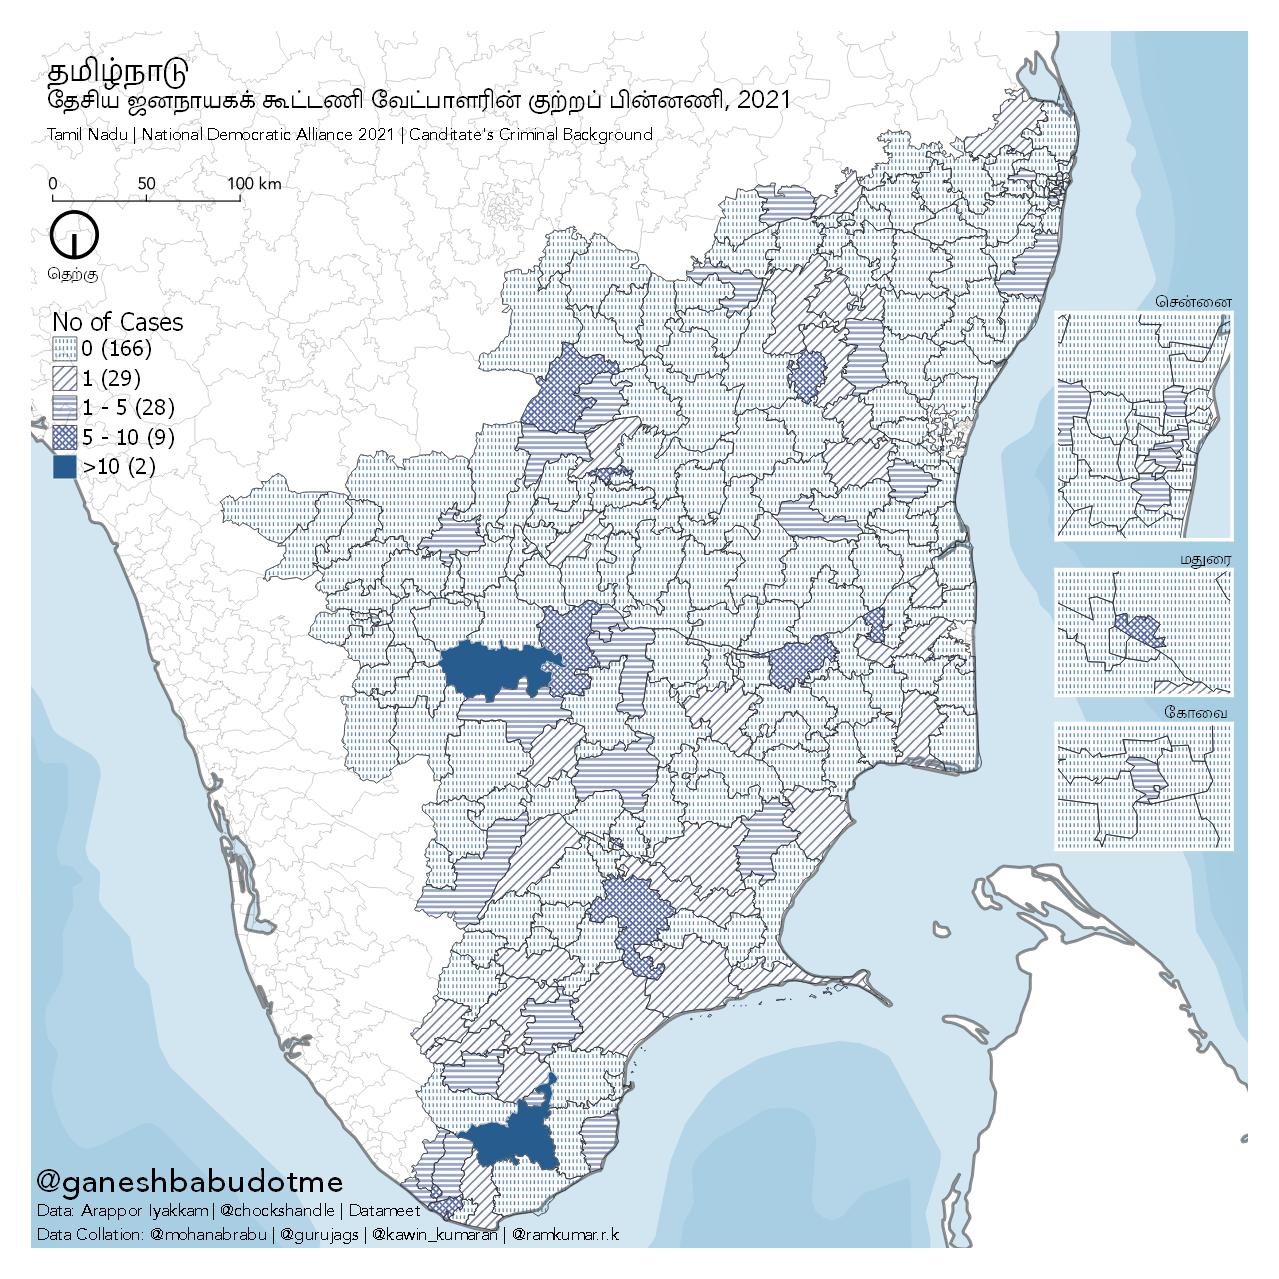 தமிழ்நாடு
தேசிய ஜனநாயகக் கூட்டணி வேட்பாளரின் குற்றப் பின்னணி, 2021
Tamil Nadu | National Democratic Alliance 2021 | Canditate's Criminal Background
0 50 100 km
தெற்கு
No of Cases
0 (166)
1 (29)
1 - 5 (28)
5 - 10 (9)
>10 (2)
சென்னை
மதுரை
கோவை
@ganeshbabudotme
Data: Arappor Iyakkam | @chockshandle | Datameet
Data Collation: @mohanabrabu | @gurujags | @kawin_kumaran | @ramkumar.r.k